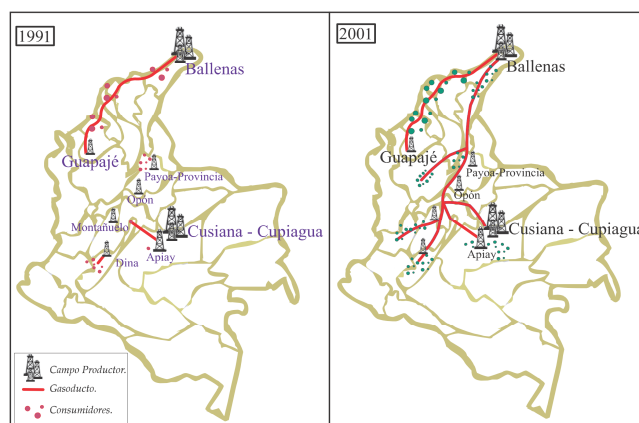 1991
Ballenas
Guapajé
Payoa-Provincia
Opón
Montañuelo
Cusiana - Cupiagua
Apiay
Dina
Campo Productor.
Gasoducto.
Consumidores.
2001
Ballenas
Guapajé
Payoa-Provincia
Opón
Cusiana - Cupiagua
Apiay